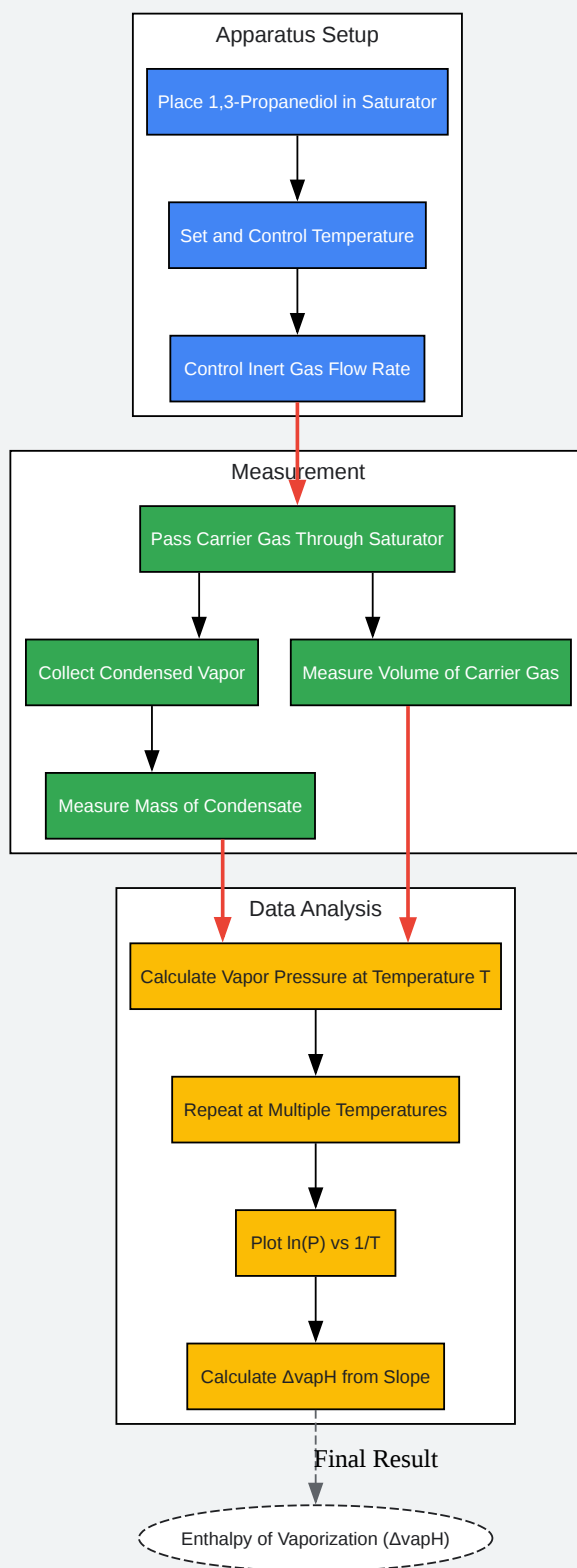 Apparatus Setup
Place 1,3-Propanediol in Saturator
Set and Control Temperature
Control Inert Gas Flow Rate
Measurement
Pass Carrier Gas Through Saturator
Collect Condensed Vapor
Measure Volume of Carrier Gas
Measure Mass of Condensate
Data Analysis
Calculate Vapor Pressure at Temperature T
Repeat at Multiple Temperatures
Plot ln(P) vs 1/T
Calculate ΔvapH from Slope
Final Result
Enthalpy of Vaporization (ΔvapH)